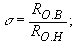 σ = R_{O.B} / R_{O.H} ;